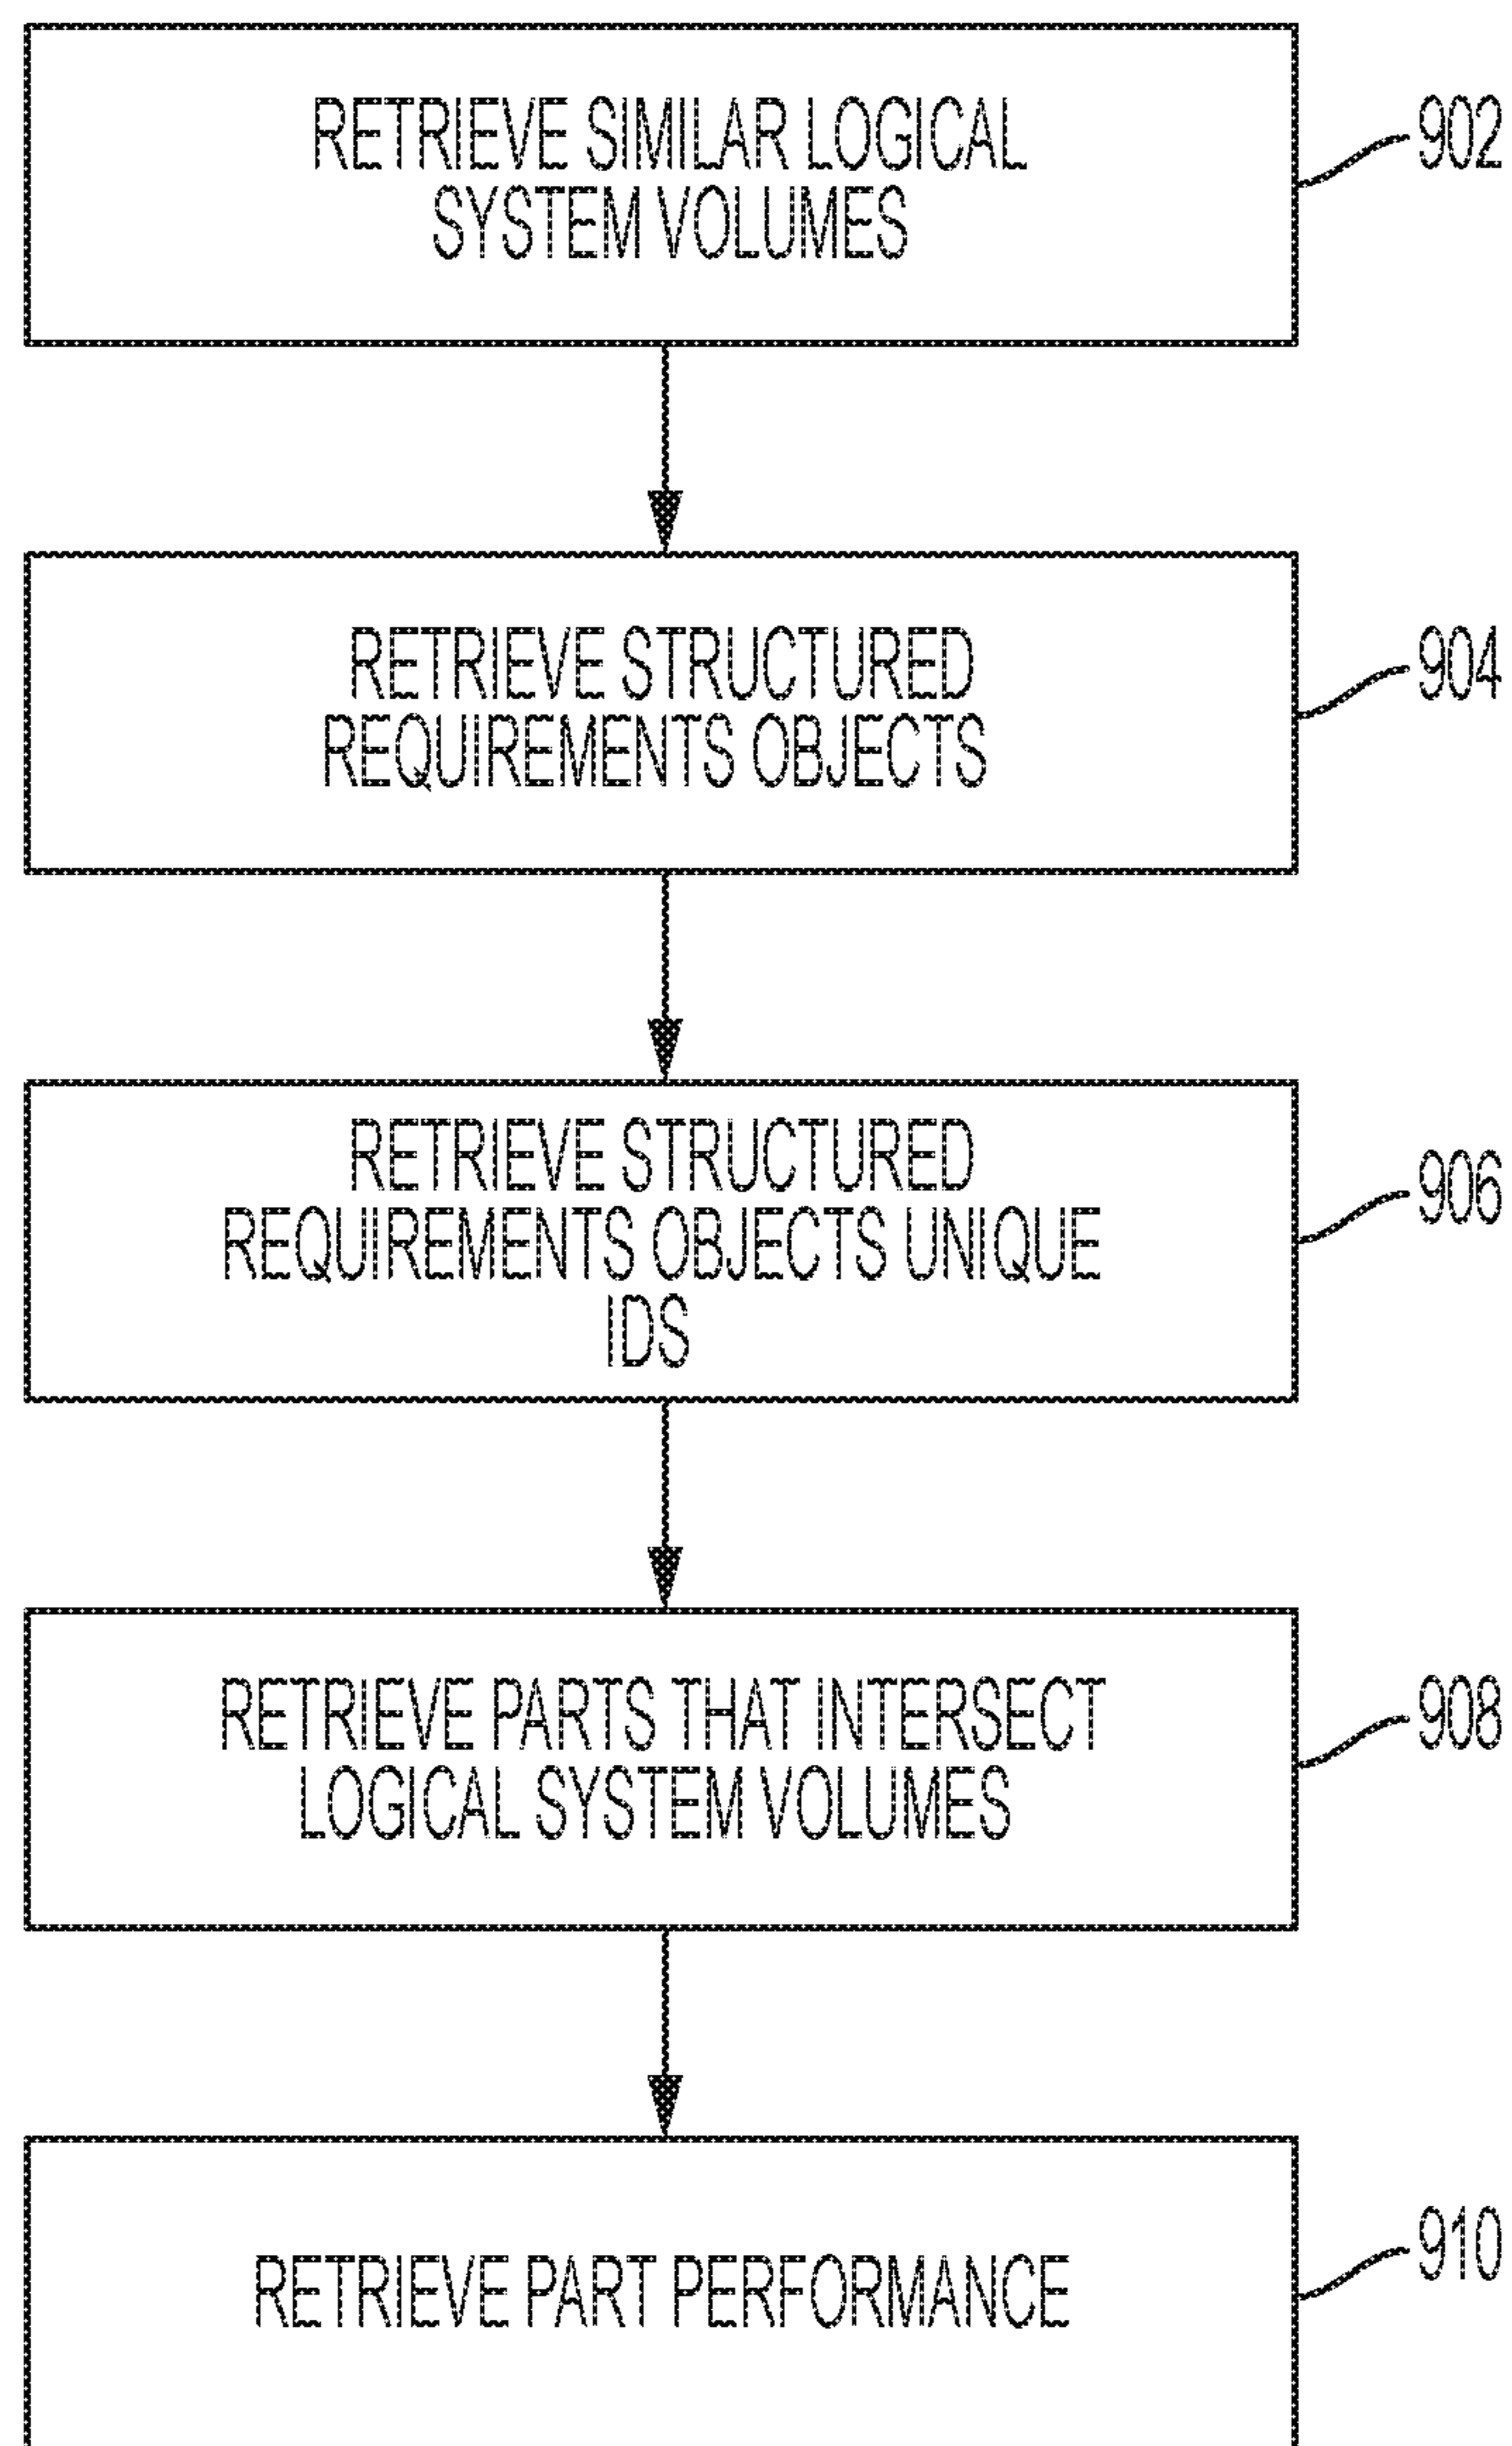 RETRIEVE SIMILAR LOGICAL
SYSTEM VOLUMES
902
RETRIEVE STRUCTURED
REQUIREMENTS OBJECTS
904
RETRIEVE STRUCTURED
REQUIREMENTS OBJECTS UNIQUE
IDS
906
RETRIEVE PARTS THAT INTERSECT
LOGICAL SYSTEM VOLUMES
908
RETRIEVE PART PERFORMANCE
910